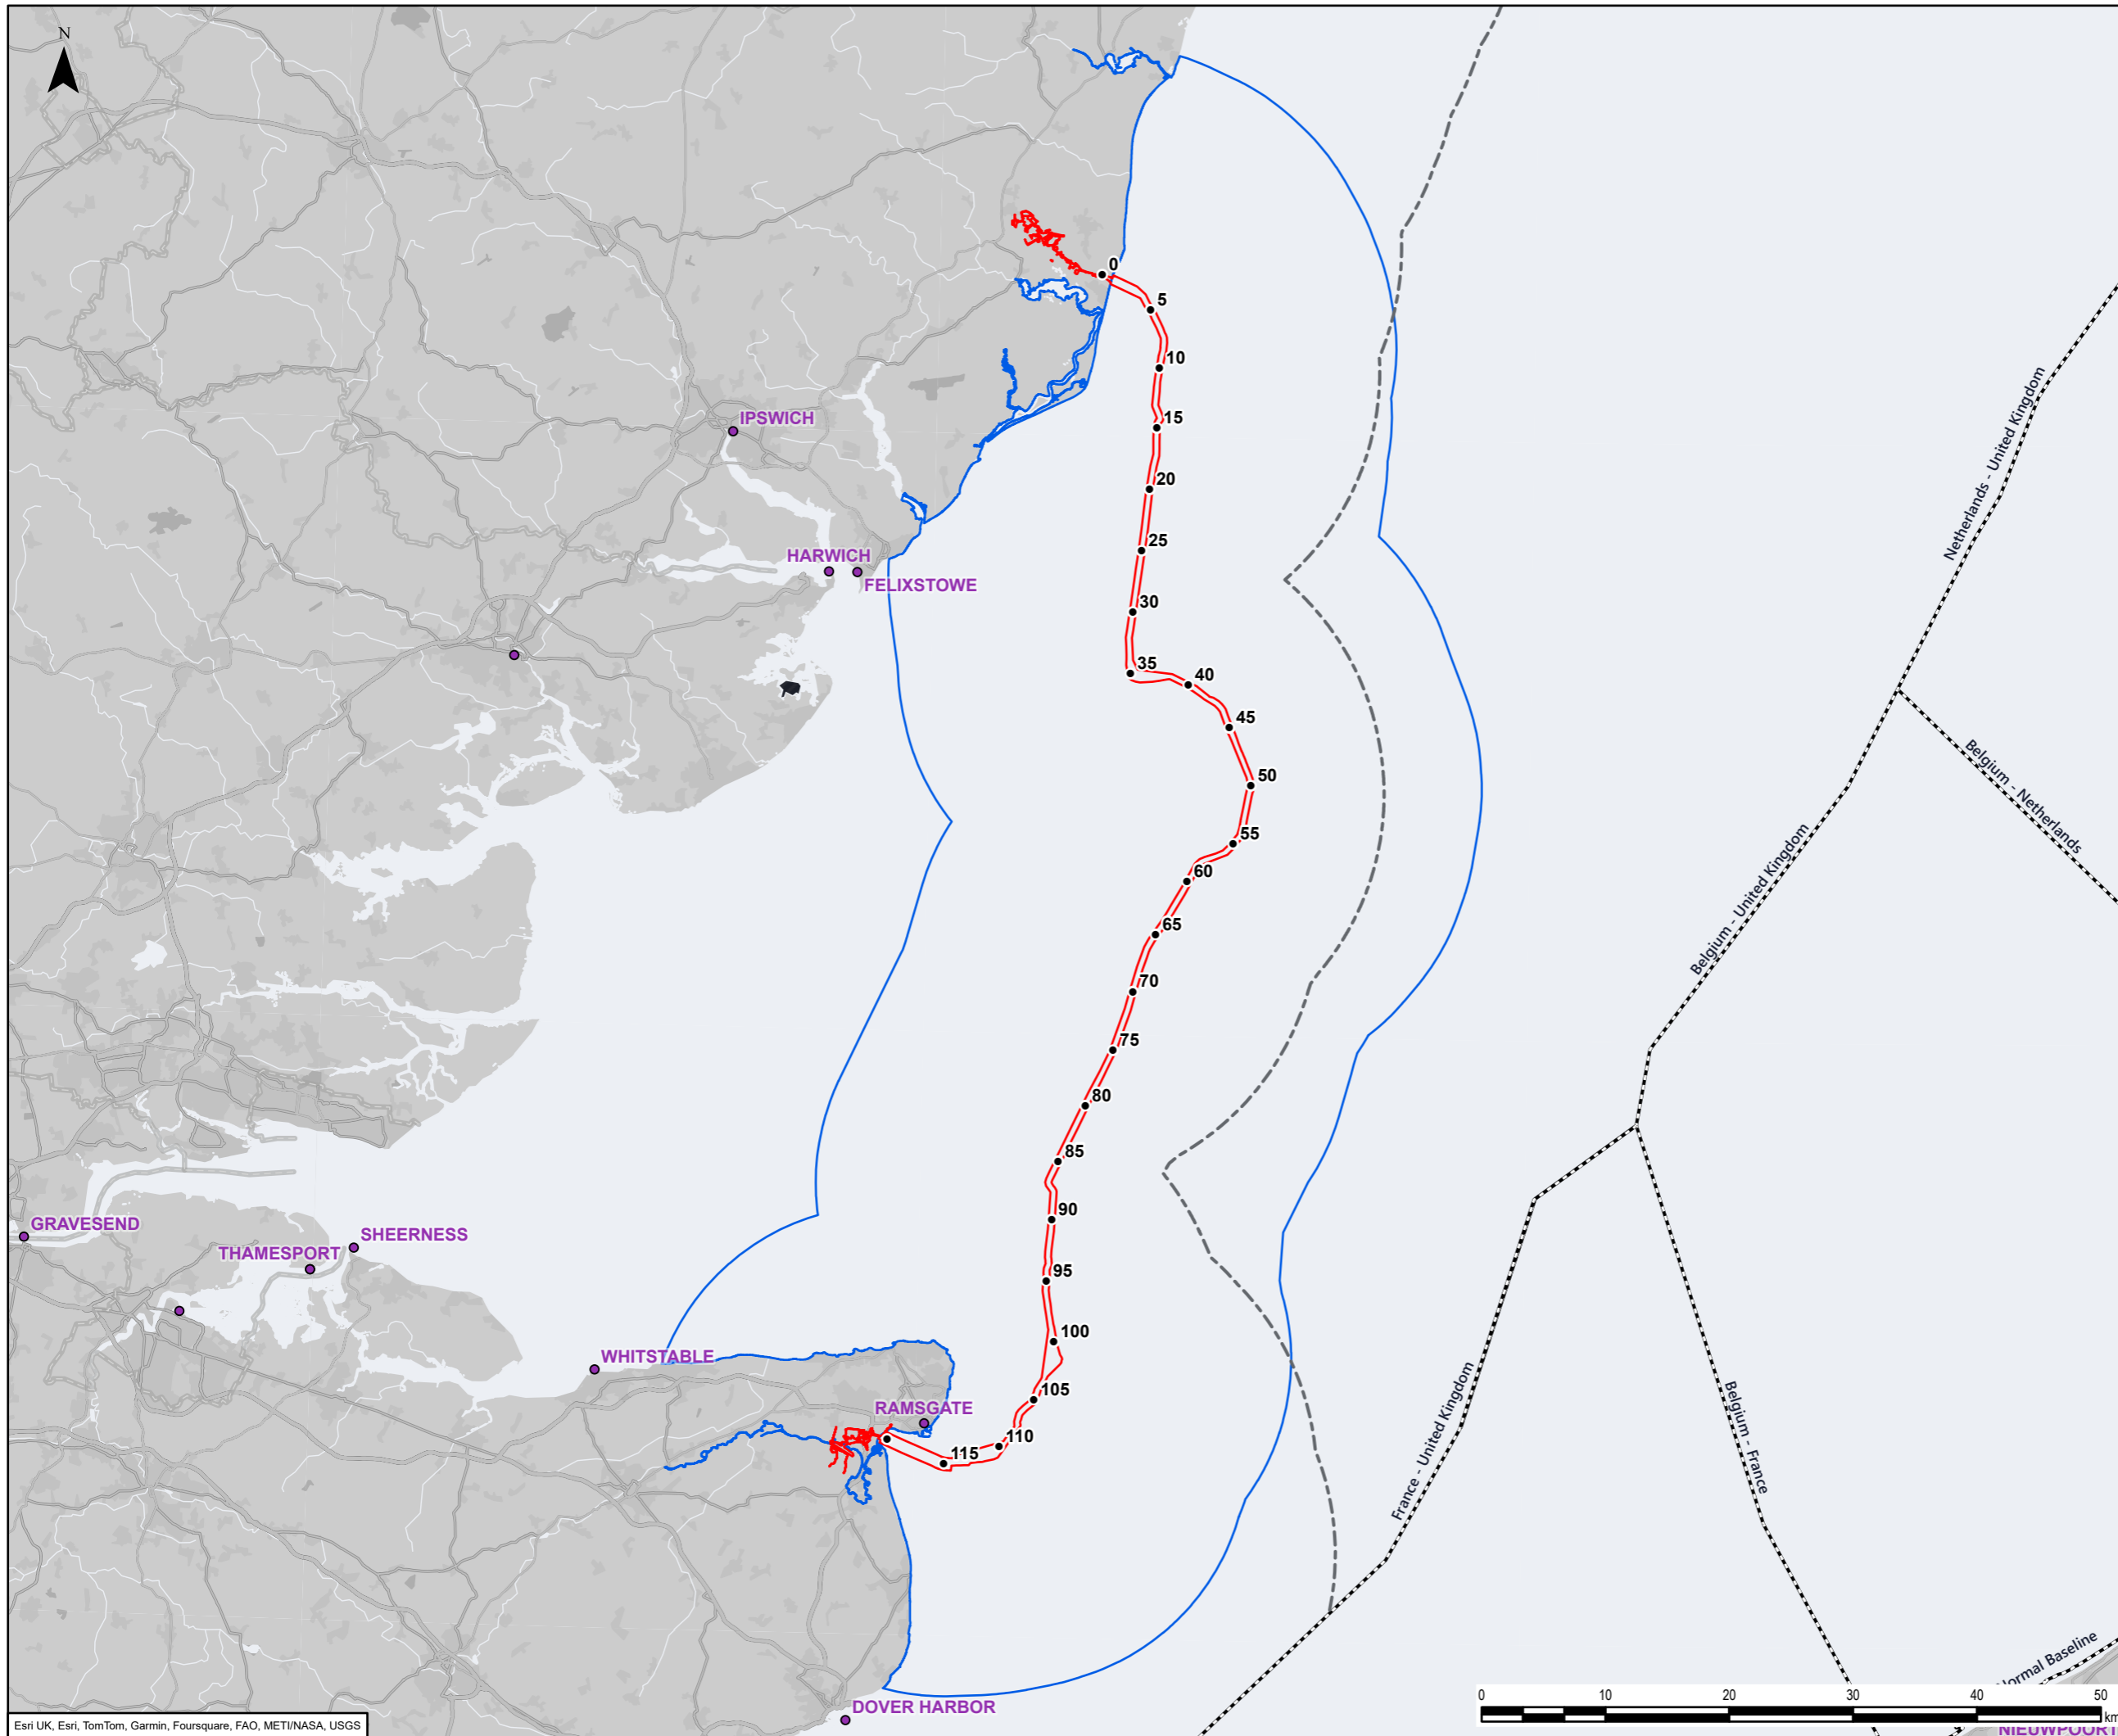 N
0
5
10
15
IPSWICH
20
25
HARWICH
FELIXSTOWE
30
35
40
45
50
55
60
65
70
75
80
85
90
95
100
105
110
115
Netherlands - United Kingdom
Belgium - Netherlands
Belgium - United Kingdom
GRAVESEND
SHEERNESS
THAMESPORT
WHITSTABLE
RAMSGATE
France - United Kingdom
Belgium - France
Normal Baseline
DOVER HARBOR
0 10 20 30 40 50
km
NIEUWPOORT
Esri UK, Esri, TomTom, Garmin, Foursquare, FAO, METI/NASA, USGS